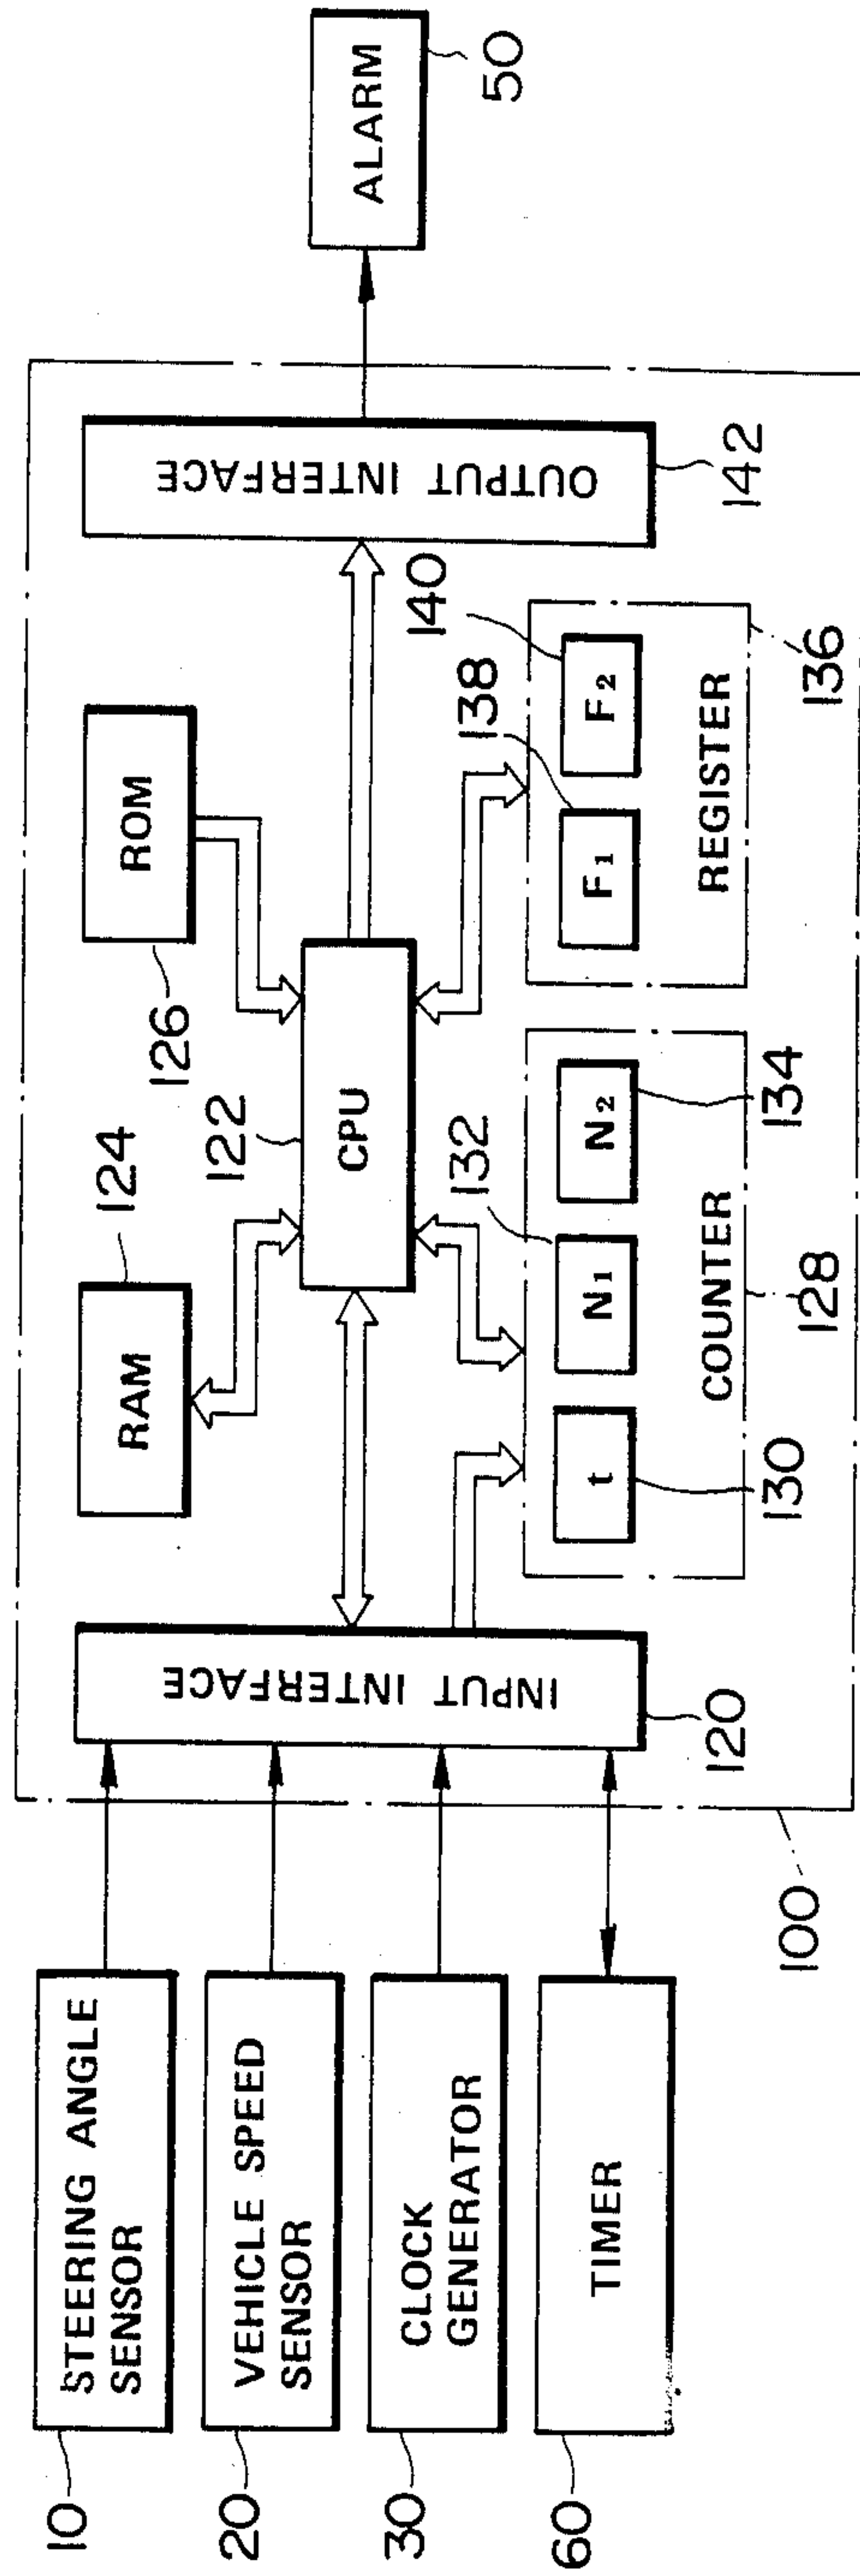 10
STEERING ANGLE
SENSOR
20
VEHICLE SPEED
SENSOR
30
CLOCK
GENERATOR
60
TIMER
100
INPUT INTERFACE
120
RAM
124
ROM
126
CPU
122
t
130
N1
132
N2
134
COUNTER
128
F1
138
F2
140
REGISTER
136
OUTPUT INTERFACE
142
ALARM
50